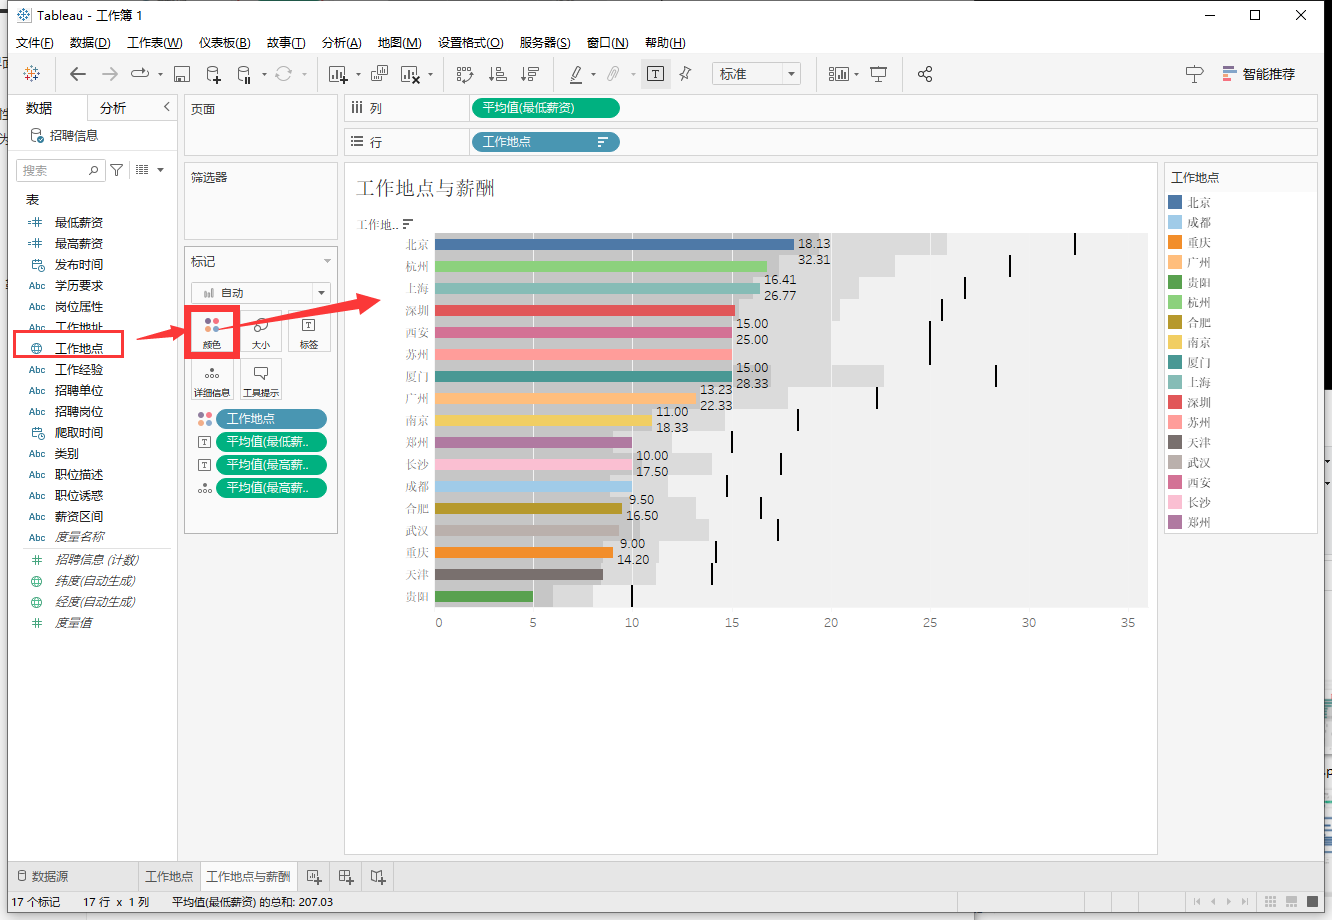 Tableau - 工作簿 1
文件(F) 数据(D) 工作表(W) 仪表板(B) 故事(T) 分析(A) 地图(M) 设置格式(O) 服务器(S) 窗口(N) 帮助(H)
标准
智能推荐
数据 分析
招聘信息
搜索
表
最低薪资
最高薪资
发布时间
Abc 学历要求
Abc 岗位属性
Abc 工作地址
工作地点
Abc 工作经验
Abc 招聘单位
Abc 招聘岗位
爬取时间
Abc 类别
Abc 职位描述
Abc 职位诱惑
Abc 薪资区间
Abc 度量名称
招聘信息 (计数)
纬度(自动生成)
经度(自动生成)
度量值
页面
筛选器
标记
自动
颜色 大小 标签
详细信息 工具提示
工作地点
平均值(最低薪..
平均值(最高薪..
平均值(最高薪..
列 平均值(最低薪资)
行 工作地点
工作地点与薪酬
工作地..
北京 18.13
32.31
杭州
上海 16.41
26.77
深圳
西安 15.00
25.00
苏州
厦门 15.00
28.33
广州 13.23
22.33
南京 11.00
18.33
郑州
长沙 10.00
17.50
成都
合肥 9.50
16.50
武汉
重庆 9.00
14.20
天津
贵阳
0 5 10 15 20 25 30 35
工作地点
北京
成都
重庆
广州
贵阳
杭州
合肥
南京
厦门
上海
深圳
苏州
天津
武汉
西安
长沙
郑州
数据源 工作地点 工作地点与薪酬
17 个标记 17 行 x 1 列 平均值(最低薪资) 的总和: 207.03